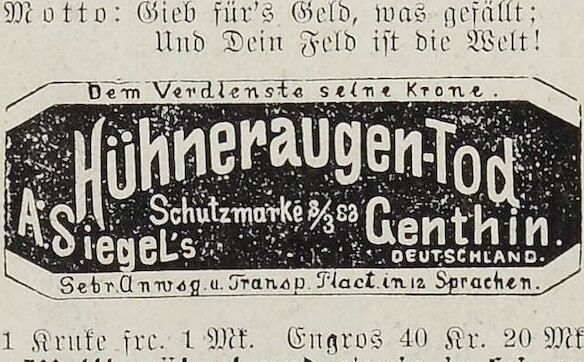 Motto: Gieb für's Geld, was gefällt;
Und Dein Feld ist die Welt!
Dem Verdienste seine Krone.
Hühneraugen-Tod
A. Siegel's
Schutzmarke 8/3 83
Genthin.
DEUTSCHLAND.
Gebr. Anwsg. u. Transp. Plact. in 12 Sprachen.
1 Kruke frc. 1 Mk. Engros 40 Kr. 20 Mk